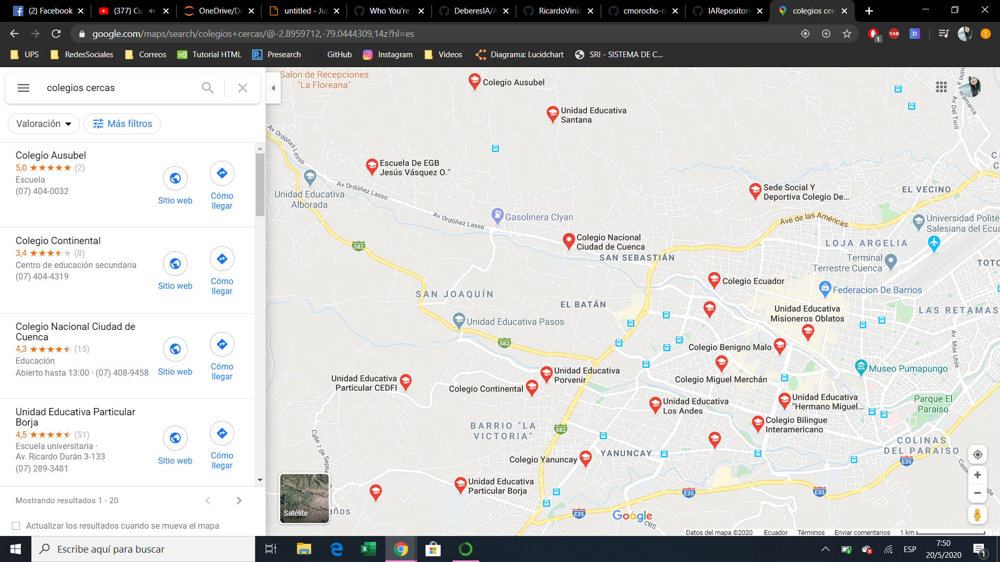 (2) Facebook
(377) Cu
OneDrive/Do
untitled - Jup
Who You're
DeberesIA/A
RicardoVinic
cmorocho-n
IARepositorio
colegios cerc
google.com/maps/search/colegios+cercas/@-2.8959712,-79.0444309,14z?hl=es
1
YAB
D
UPS
RedesSociales
Correos
w3
Tutorial HTML
Presearch
GitHub
Instagram
Videos
Diagrama: Lucidchart
SRI - SISTEMA DE C...
colegios cercas
Valoración
Más filtros
Colegio Ausubel
5,0 (2)
Escuela
(07) 404-0032
Sitio web
Cómo
llegar
Colegio Continental
3,4 (8)
Centro de educación secundaria
(07) 404-4319
Sitio web
Cómo
llegar
Colegio Nacional Ciudad de
Cuenca
4,3 (15)
Educación
Abierto hasta 13:00 · (07) 408-9458
Sitio web
Cómo
llegar
Unidad Educativa Particular
Borja
4,5 (51)
Escuela universitaria ·
Av. Ricardo Durán 3-133
(07) 289-3481
Sitio web
Cómo
llegar
Mostrando resultados 1 - 20
Actualizar los resultados cuando se mueva el mapa
Salon de Recepciones
"La Floreana"
Colegio Ausubel
Unidad Educativa
Santana
Av Ordóñez Lasso
Escuela De EGB
Jesús Vásquez O."
Unidad Educativa
Alborada
Av Ordóñez Lasso
Gasolinera Clyan
Av Ordóñez Lasso
Sede Social Y
Deportiva Colegio De...
EL VECINO
Av Del Toril
Ave de las Américas
Universidad Polité
Salesiana del Ecua
582
Colegio Nacional
Ciudad de Cuenca
SAN SEBASTIÁN
LOJA ARGELIA
Terminal
Terrestre Cuenca
TOTO
Colegio Ecuador
Federacion De Barrios
SAN JOAQUÍN
EL BATÁN
Unidad Educativa
Misioneros Oblatos
LAS RETAMAS
Unidad Educativa Pasos
582
Colegio Benigno Malo
Av. Max Uhle
Museo Pumapungo
Unidad Educativa
Particular CEDFI
Unidad Educativa
Porvenir
Colegio Continental
Colegio Miguel Merchán
Unidad Educativa
Los Andes
Unidad Educativa
"Hermano Miguel...
Parque El
Paraíso
BARRIO "LA
VICTORIA"
582
Colegio Bilingue
Interamericano
Calle 1 de Septie
YANUNCAY
COLINAS
DEL PARAISO
E35
Colegio Yanuncay
Unidad Educativa
Particular Borja
E35
E35
E35
Satélite
años
Google
CRS
Datos del mapa ©2020
Ecuador
Términos
Enviar comentarios
1 km
Escribe aquí para buscar
ESP
7:50
20/5/2020
1